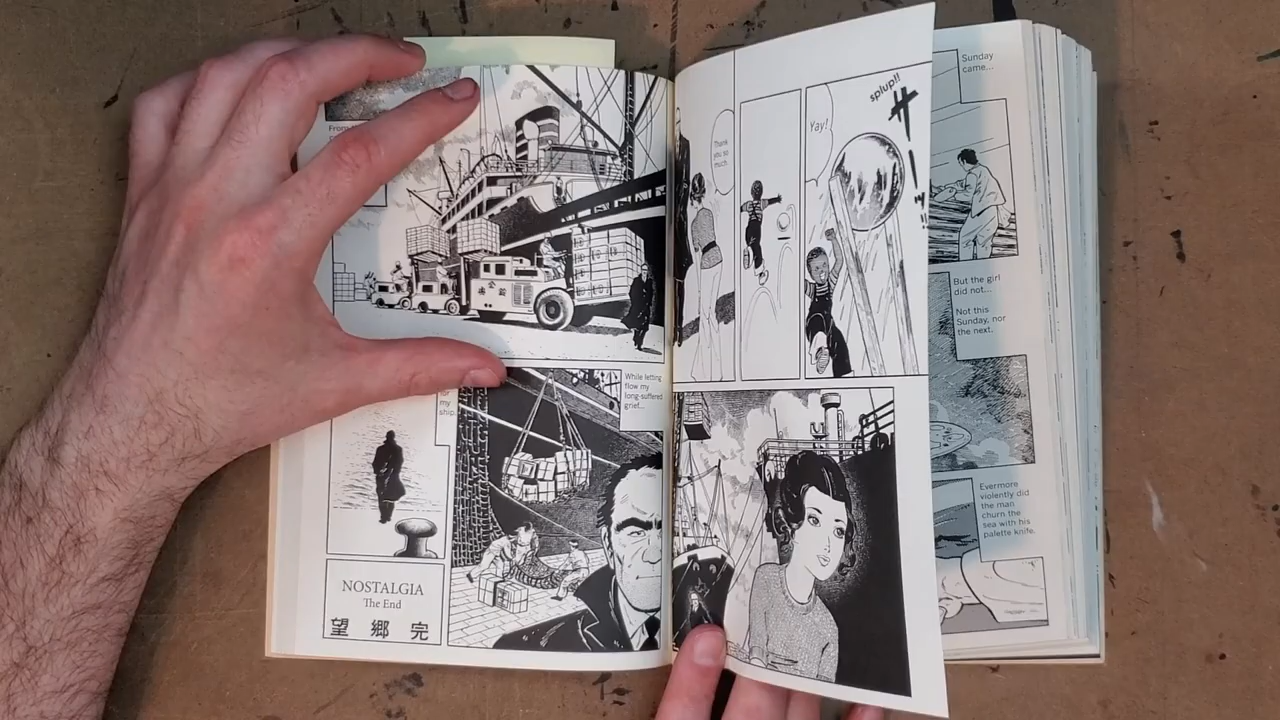 From
for
my
ship.
While letting
flow my
long-suffered
grief...
NOSTALGIA
The End
望郷 完
Thank
you so
much
Yay!
splup!!
サーッ!!
Sunday
came...
But the girl
did not...
Not this
Sunday, nor
the next.
Evermore
violently did
the man
churn the
sea with his
palette knife.